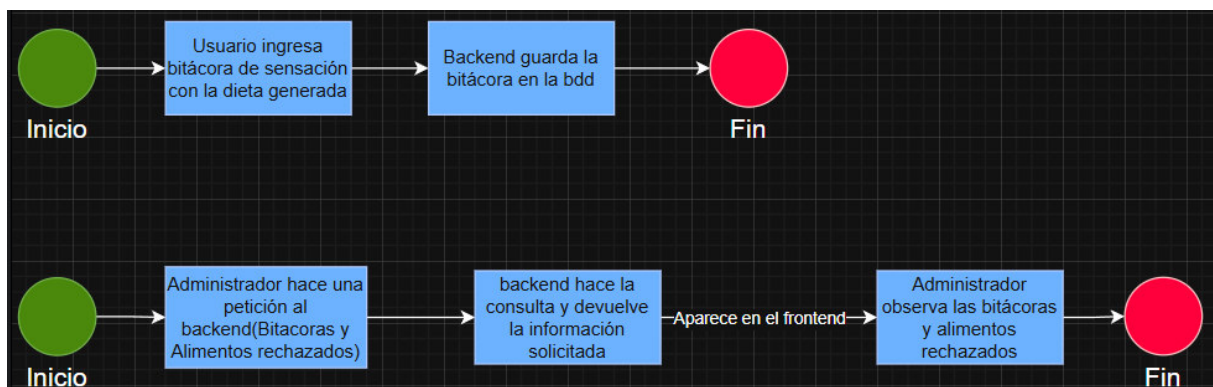 Usuario ingresa
bitácora de sensación
con la dieta generada
Backend guarda la
bitácora en la bdd
Inicio
Fin
Administrador hace una
petición al
backend(Bitacoras y
Alimentos rechazados)
backend hace la
consulta y devuelve
la información
solicitada
Aparece en el frontend
Administrador
observa las bitácoras
y alimentos
rechazados
Inicio
Fin